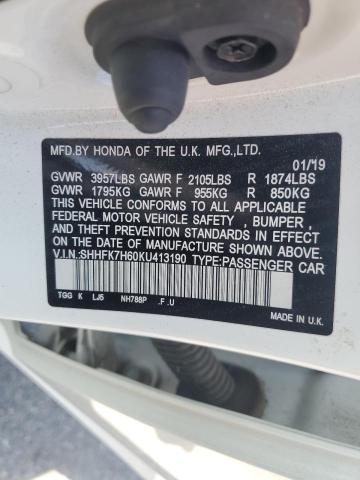 MFD.BY HONDA OF THE U.K. MFG.,LTD.
01/19
GVWR 3957LBS GAWR F 2105LBS R 1874LBS
GVWR 1795KG GAWR F 955KG R 850KG
THIS VEHICLE CONFORMS TO ALL APPLICABLE
FEDERAL MOTOR VEHICLE SAFETY , BUMPER ,
AND THEFT PREVENTION STANDARDS IN EFFECT
ON THE DATE OF MANUFACTURE SHOWN ABOVE.
V.I.N.:SHHFK7H60KU413190 TYPE:PASSENGER CAR
TGG K LJ5 NH788P .F .U
MADE IN U.K.